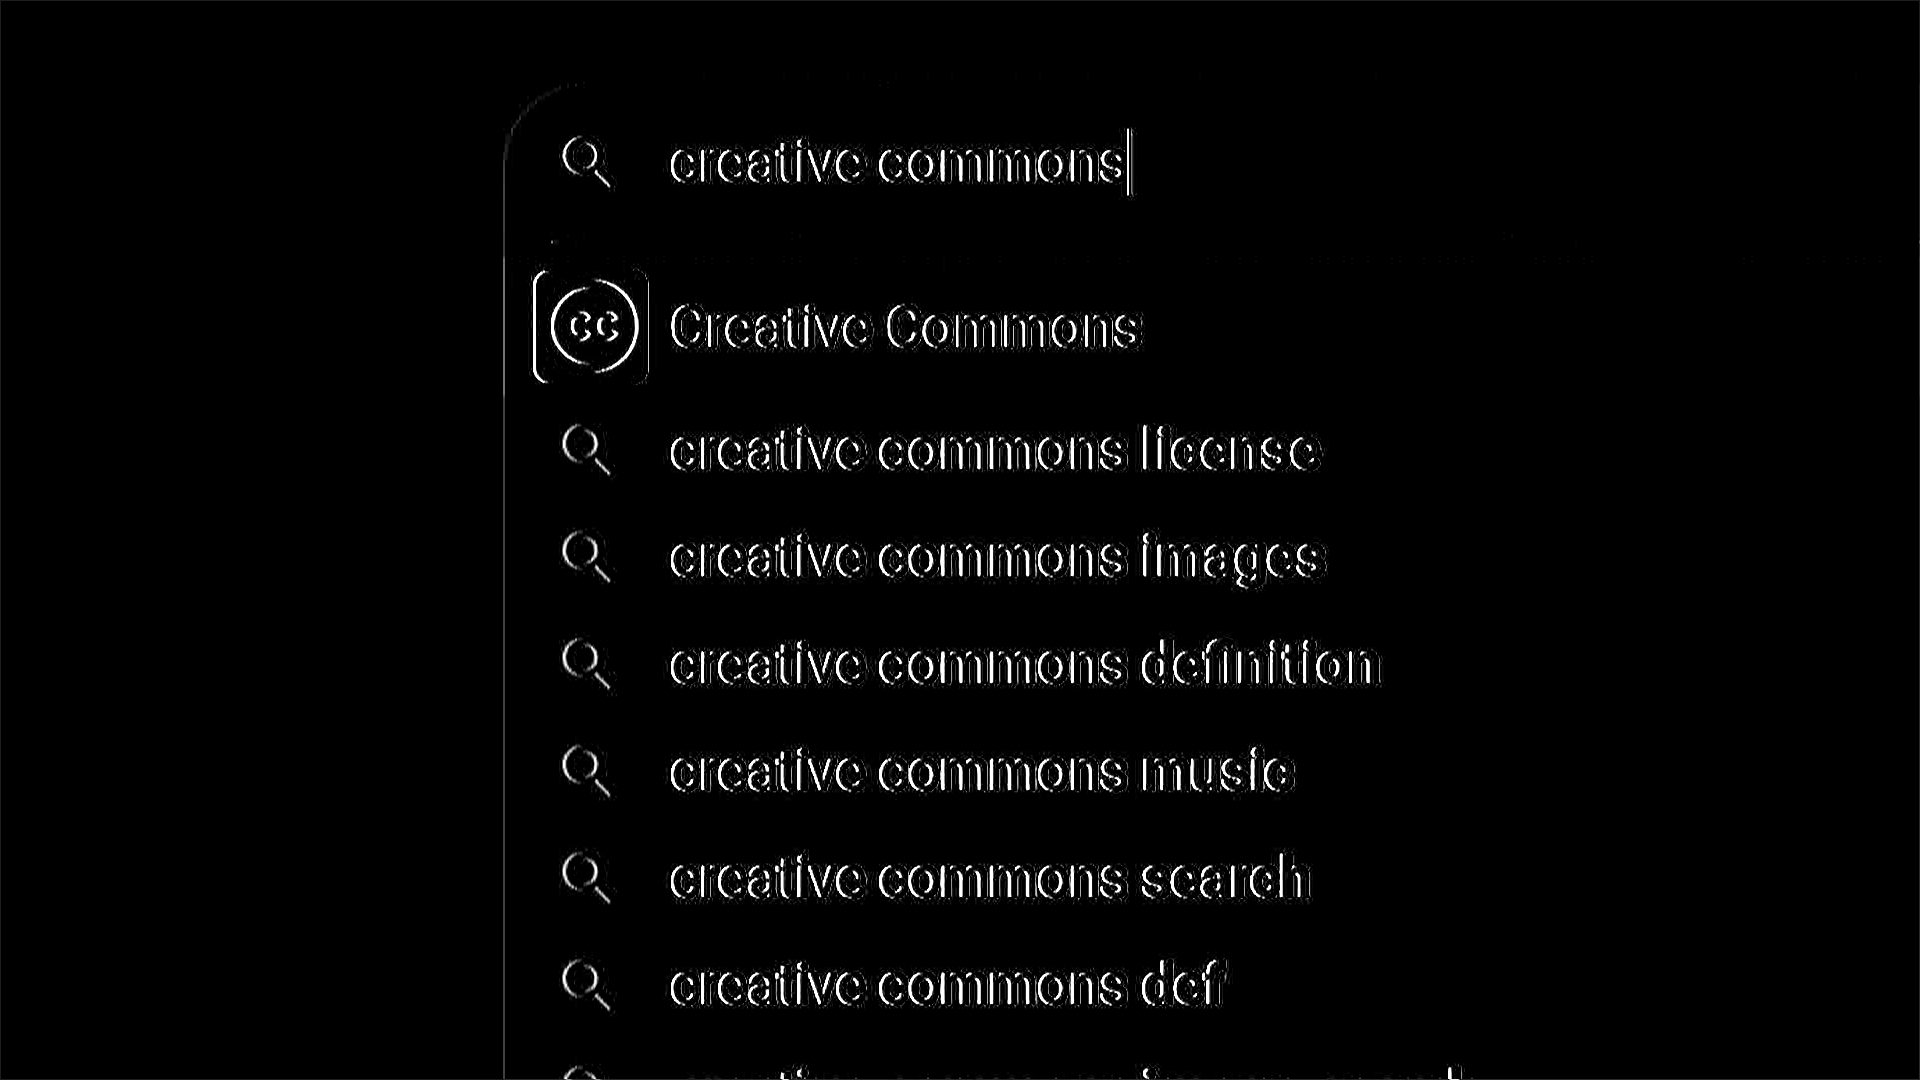 creative commons
cc
Creative Commons
creative commons license
creative commons images
creative commons definition
creative commons music
creative commons search
creative commons def